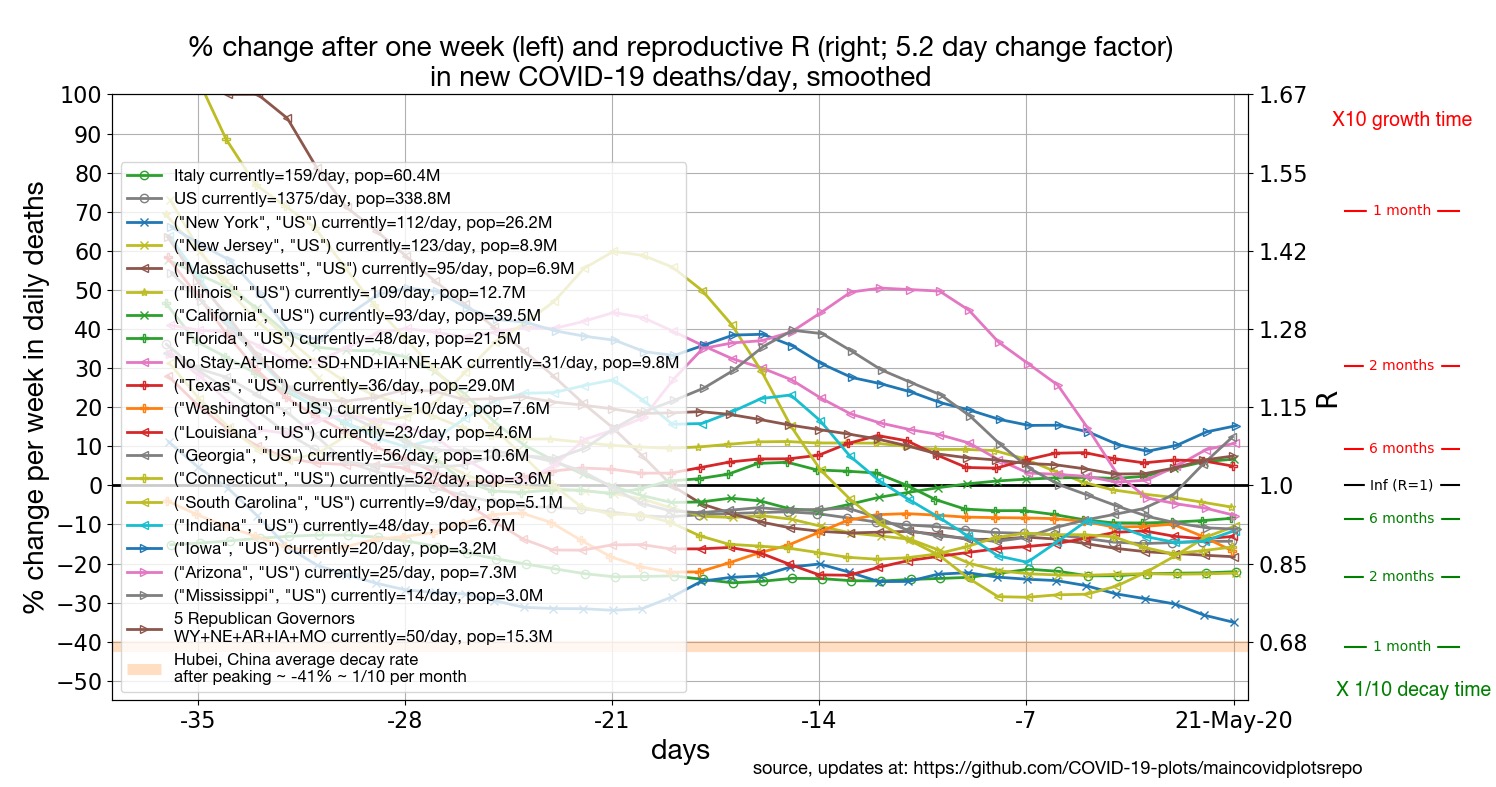 % change after one week (left) and reproductive R (right; 5.2 day change factor)
in new COVID-19 deaths/day, smoothed
% change per week in daily deaths
100
90
80
70
60
50
40
30
20
10
0
−10
−20
−30
−40
−50
Italy currently=159/day, pop=60.4M
US currently=1375/day, pop=338.8M
("New York", "US") currently=112/day, pop=26.2M
("New Jersey", "US") currently=123/day, pop=8.9M
("Massachusetts", "US") currently=95/day, pop=6.9M
("Illinois", "US") currently=109/day, pop=12.7M
("California", "US") currently=93/day, pop=39.5M
("Florida", "US") currently=48/day, pop=21.5M
No Stay-At-Home: SD+ND+IA+NE+AK currently=31/day, pop=9.8M
("Texas", "US") currently=36/day, pop=29.0M
("Washington", "US") currently=10/day, pop=7.6M
("Louisiana", "US") currently=23/day, pop=4.6M
("Georgia", "US") currently=56/day, pop=10.6M
("Connecticut", "US") currently=52/day, pop=3.6M
("South Carolina", "US") currently=9/day, pop=5.1M
("Indiana", "US") currently=48/day, pop=6.7M
("Iowa", "US") currently=20/day, pop=3.2M
("Arizona", "US") currently=25/day, pop=7.3M
("Mississippi", "US") currently=14/day, pop=3.0M
5 Republican Governors
WY+NE+AR+IA+MO currently=50/day, pop=15.3M
Hubei, China average decay rate
after peaking ~ -41% ~ 1/10 per month
-35
-28
-21
-14
-7
21-May-20
days
1.67
1.55
1.42
1.28
1.15
1.0
0.85
0.68
R
X10 growth time
1 month
2 months
6 months
Inf (R=1)
6 months
2 months
1 month
X 1/10 decay time
source, updates at: https://github.com/COVID-19-plots/maincovidplotsrepo